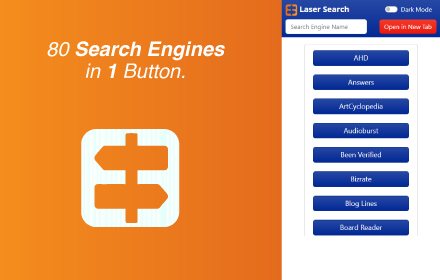 80 Search Engines
in 1 Button.
Laser Search
Dark Mode
Search Engine Name
Open in New Tab
AHD
Answers
ArtCyclopedia
Audioburst
Been Verified
Bizrate
Blog Lines
Board Reader